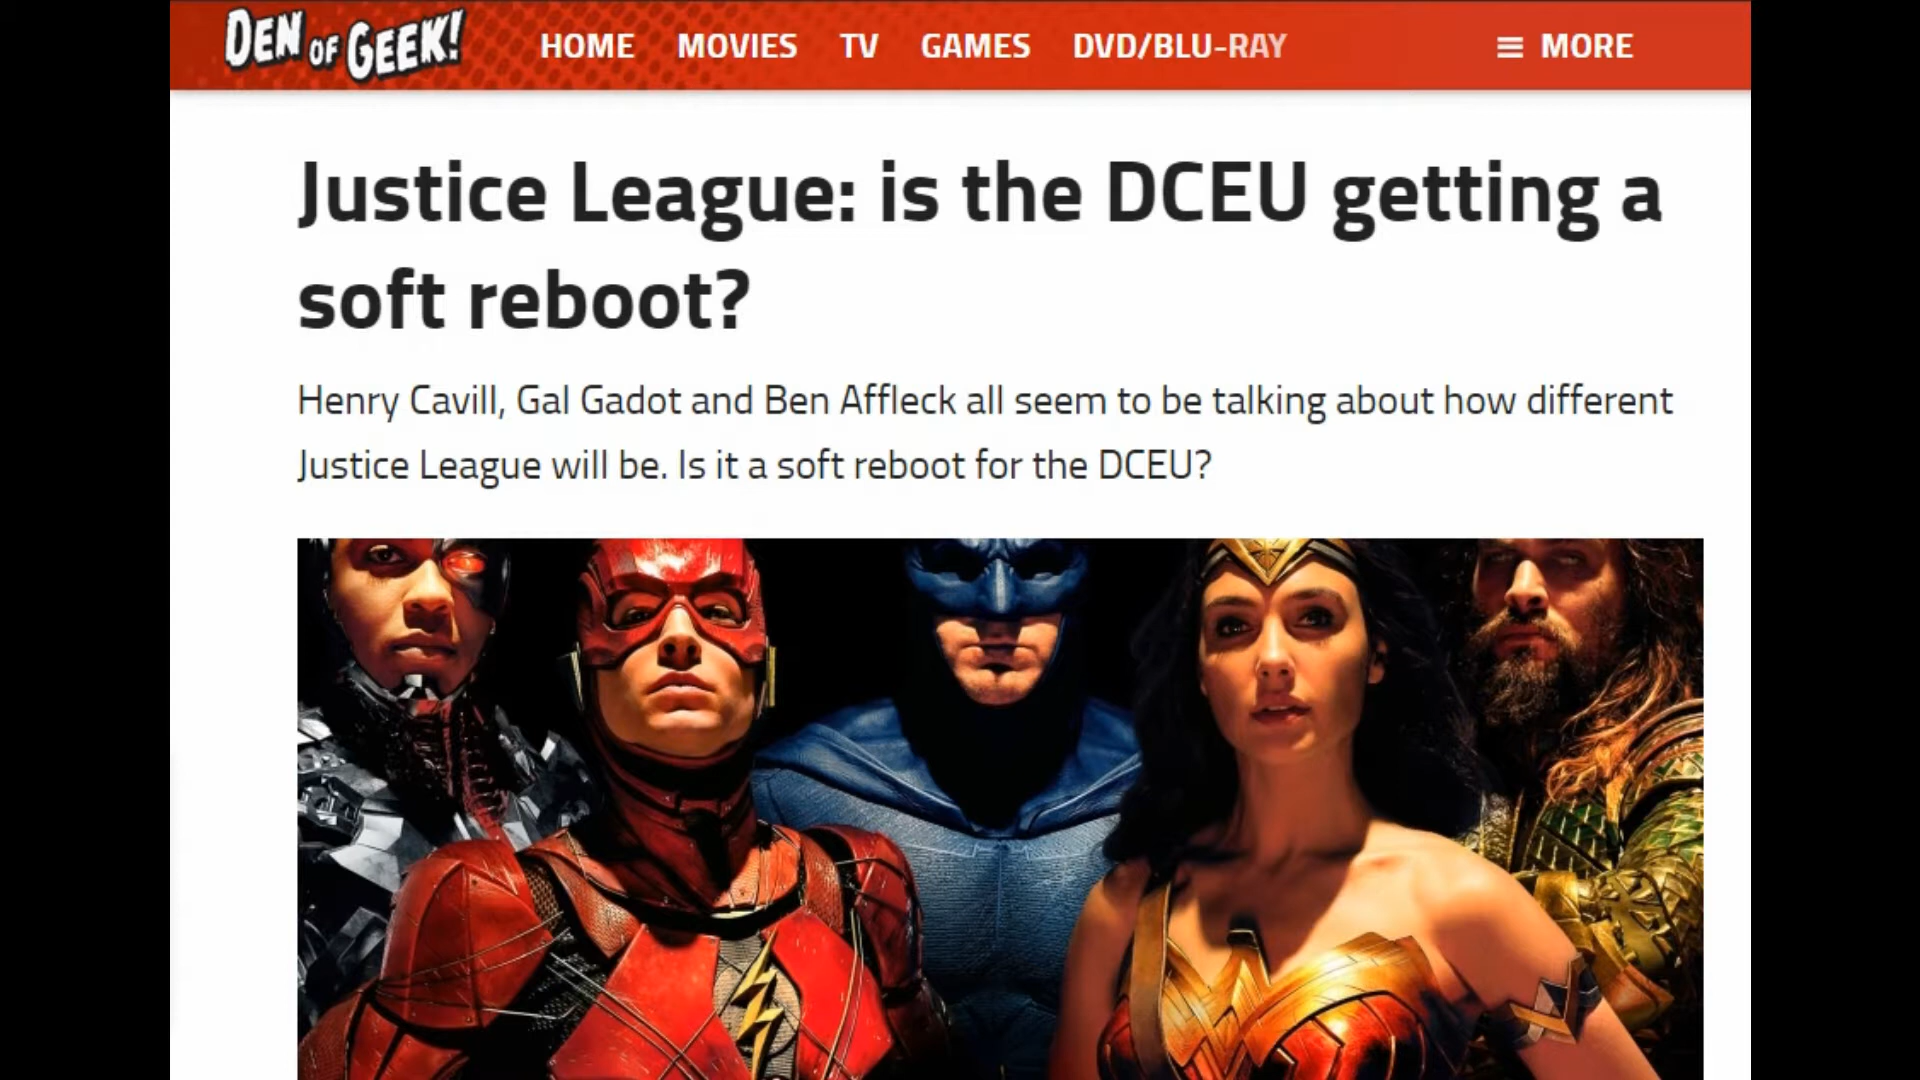 DEN OF GEEK!
HOME MOVIES TV GAMES DVD/BLU-RAY MORE
Justice League: is the DCEU getting a
soft reboot?
Henry Cavill, Gal Gadot and Ben Affleck all seem to be talking about how different
Justice League will be. Is it a soft reboot for the DCEU?